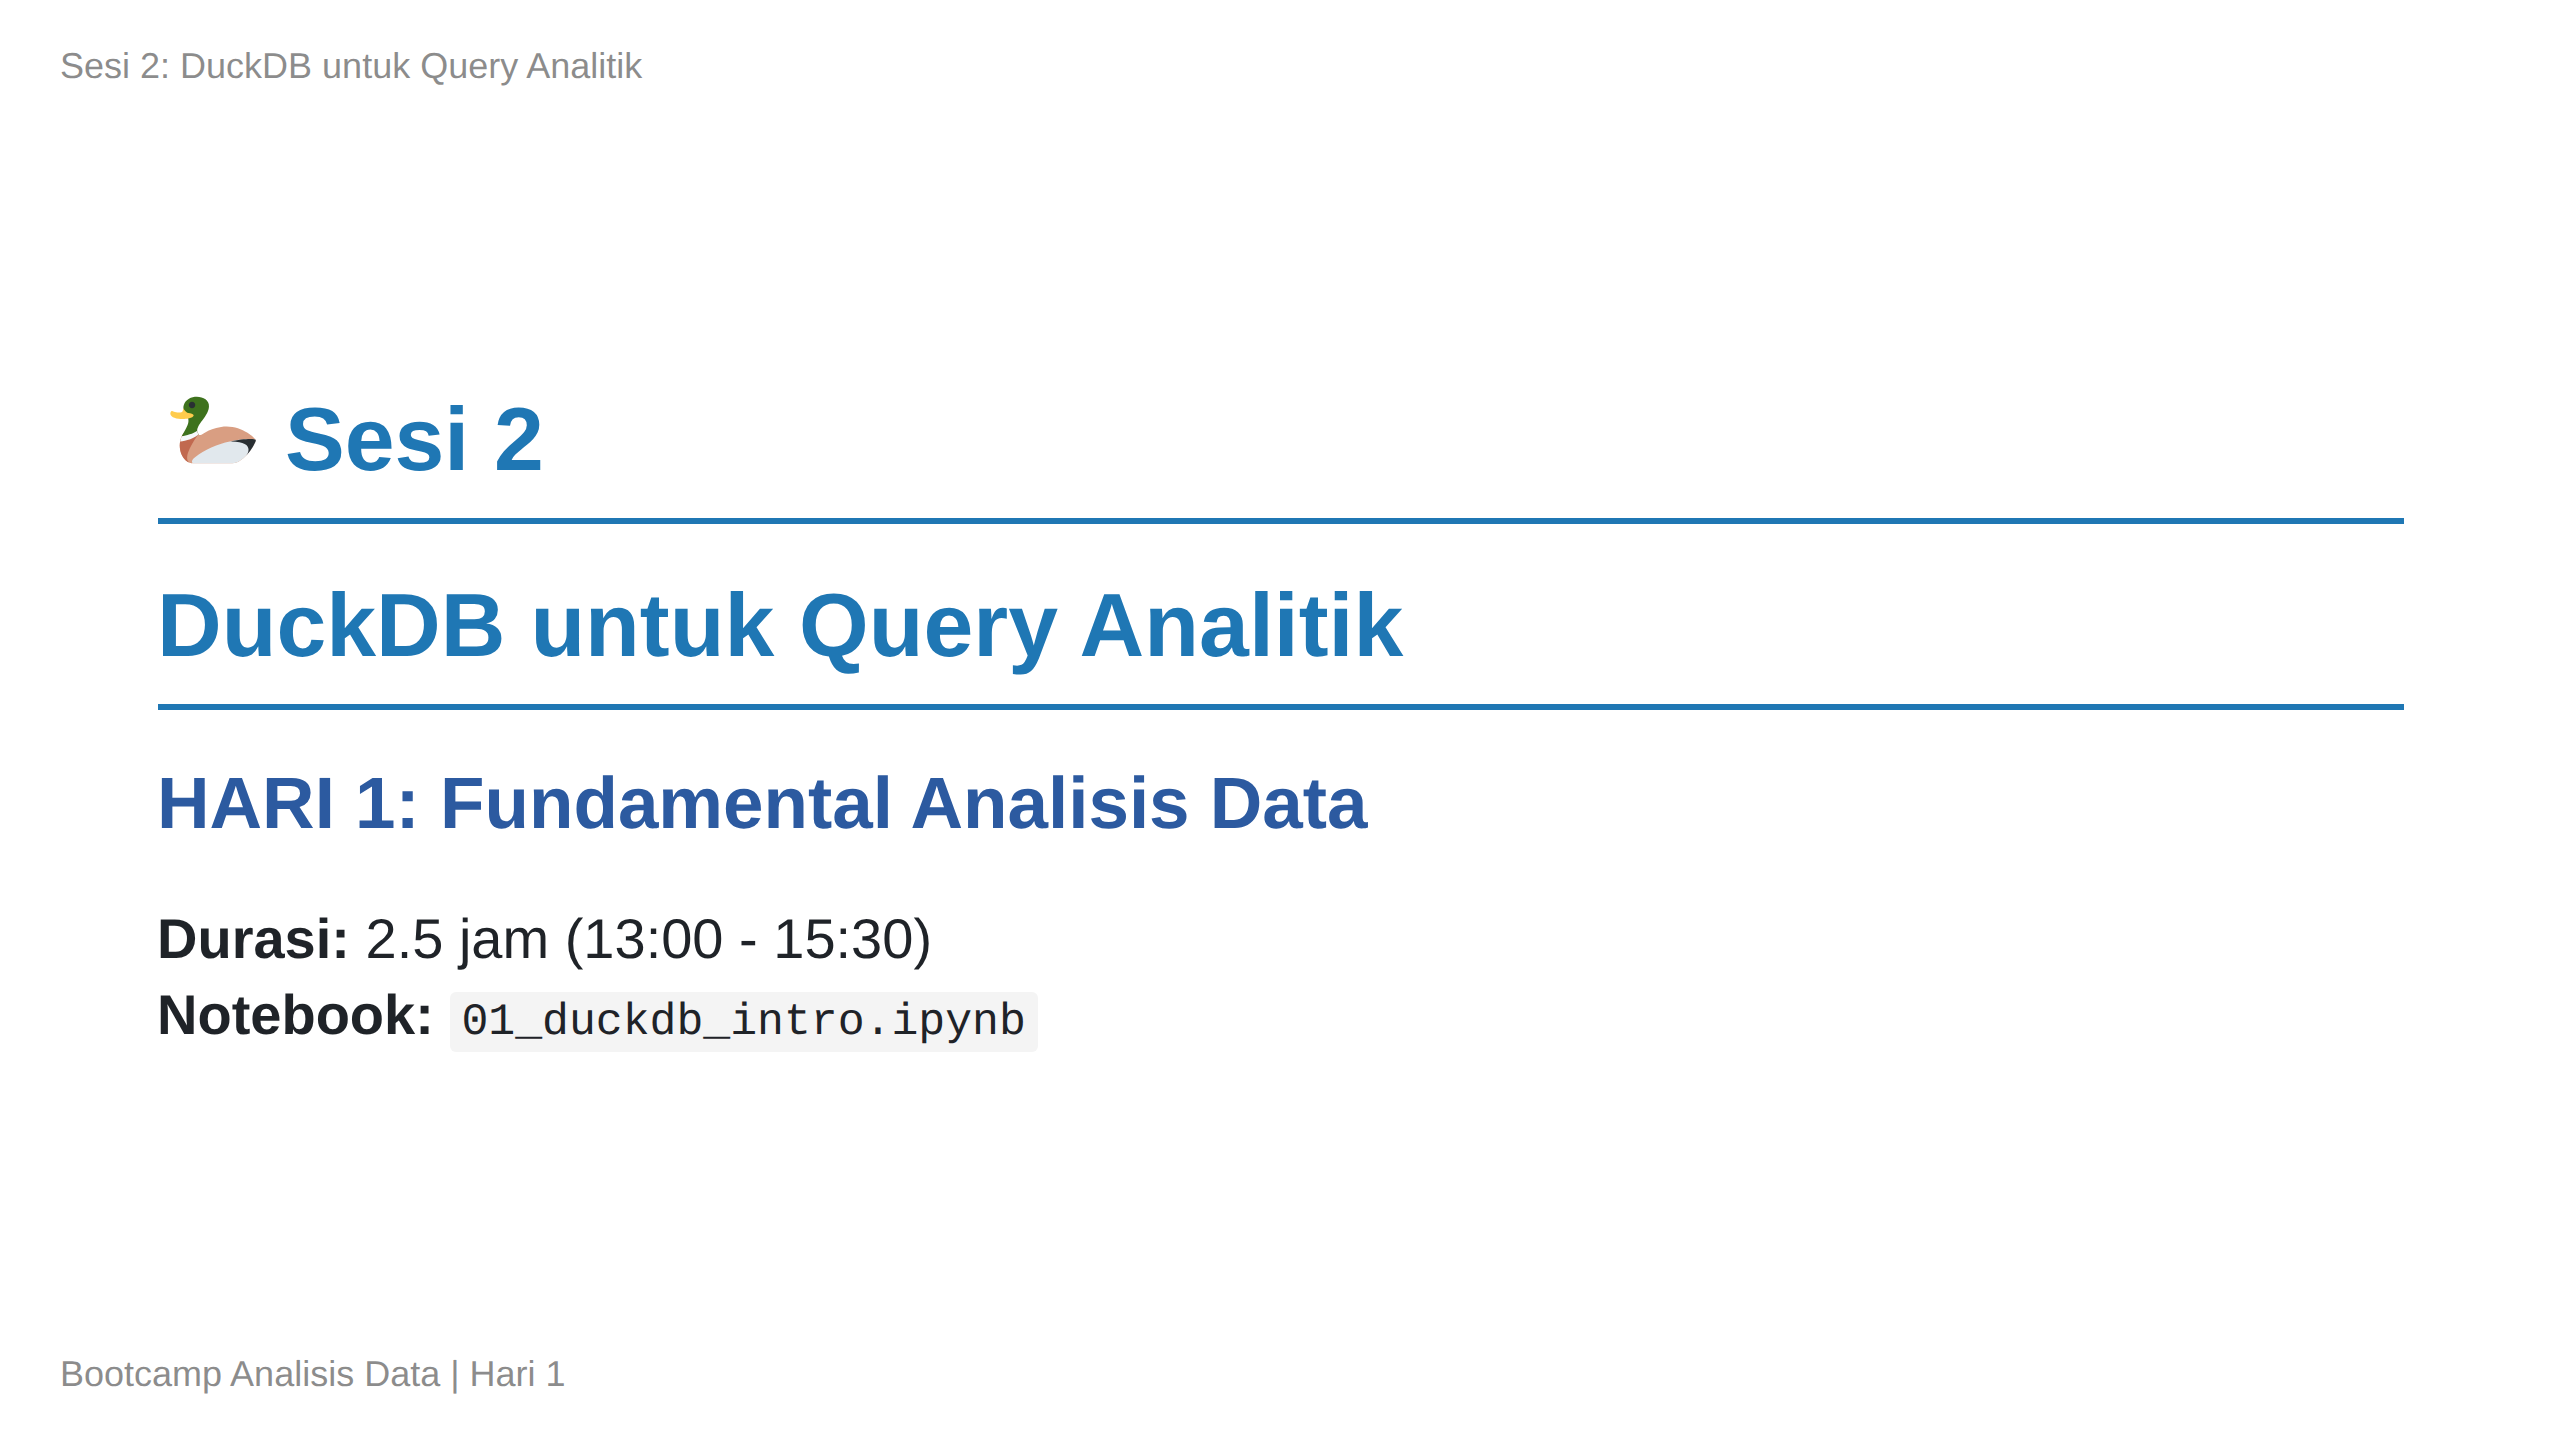 Sesi 2: DuckDB untuk Query Analitik
🦆 Sesi 2
DuckDB untuk Query Analitik
HARI 1: Fundamental Analisis Data
Durasi: 2.5 jam (13:00 - 15:30)
Notebook: 01_duckdb_intro.ipynb
Bootcamp Analisis Data | Hari 1